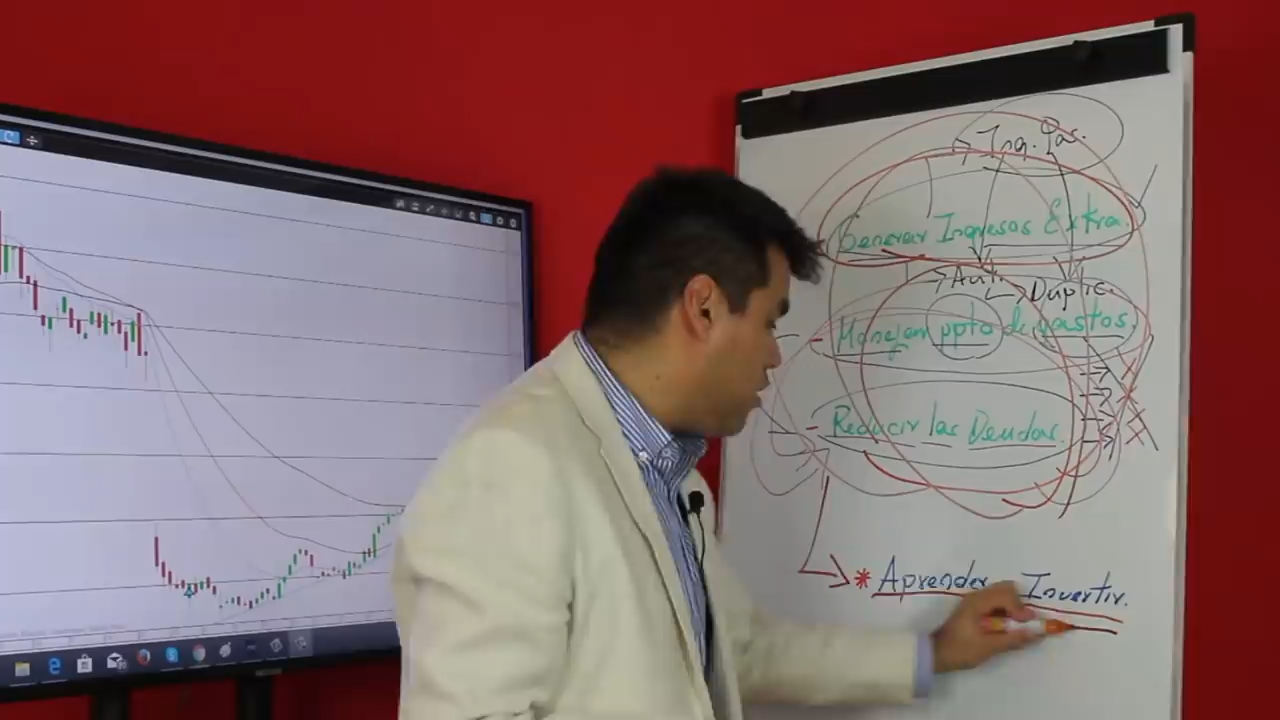 → Ing. Pas.
Generar Ingresos Extra.
→ Aut.
→ Duplic.
- Manejar ppto de gastos.
- Reducir las Deudas.
* Aprender Invertir.